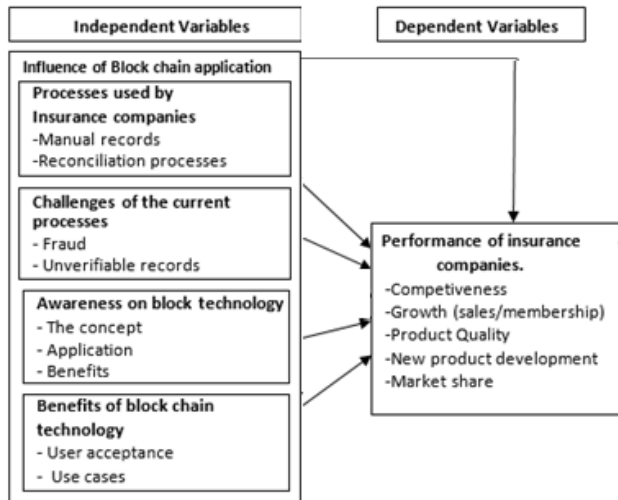 Independent Variables
Dependent Variables
Influence of Block chain application
Processes used by
Insurance companies
-Manual records
-Reconciliation processes
Challenges of the current
processes
- Fraud
- Unverifiable records
Awareness on block technology
- The concept
- Application
- Benefits
Benefits of block chain
technology
- User acceptance
- Use cases
Performance of insurance
companies.
-Competiveness
-Growth (sales/membership)
-Product Quality
-New product development
-Market share